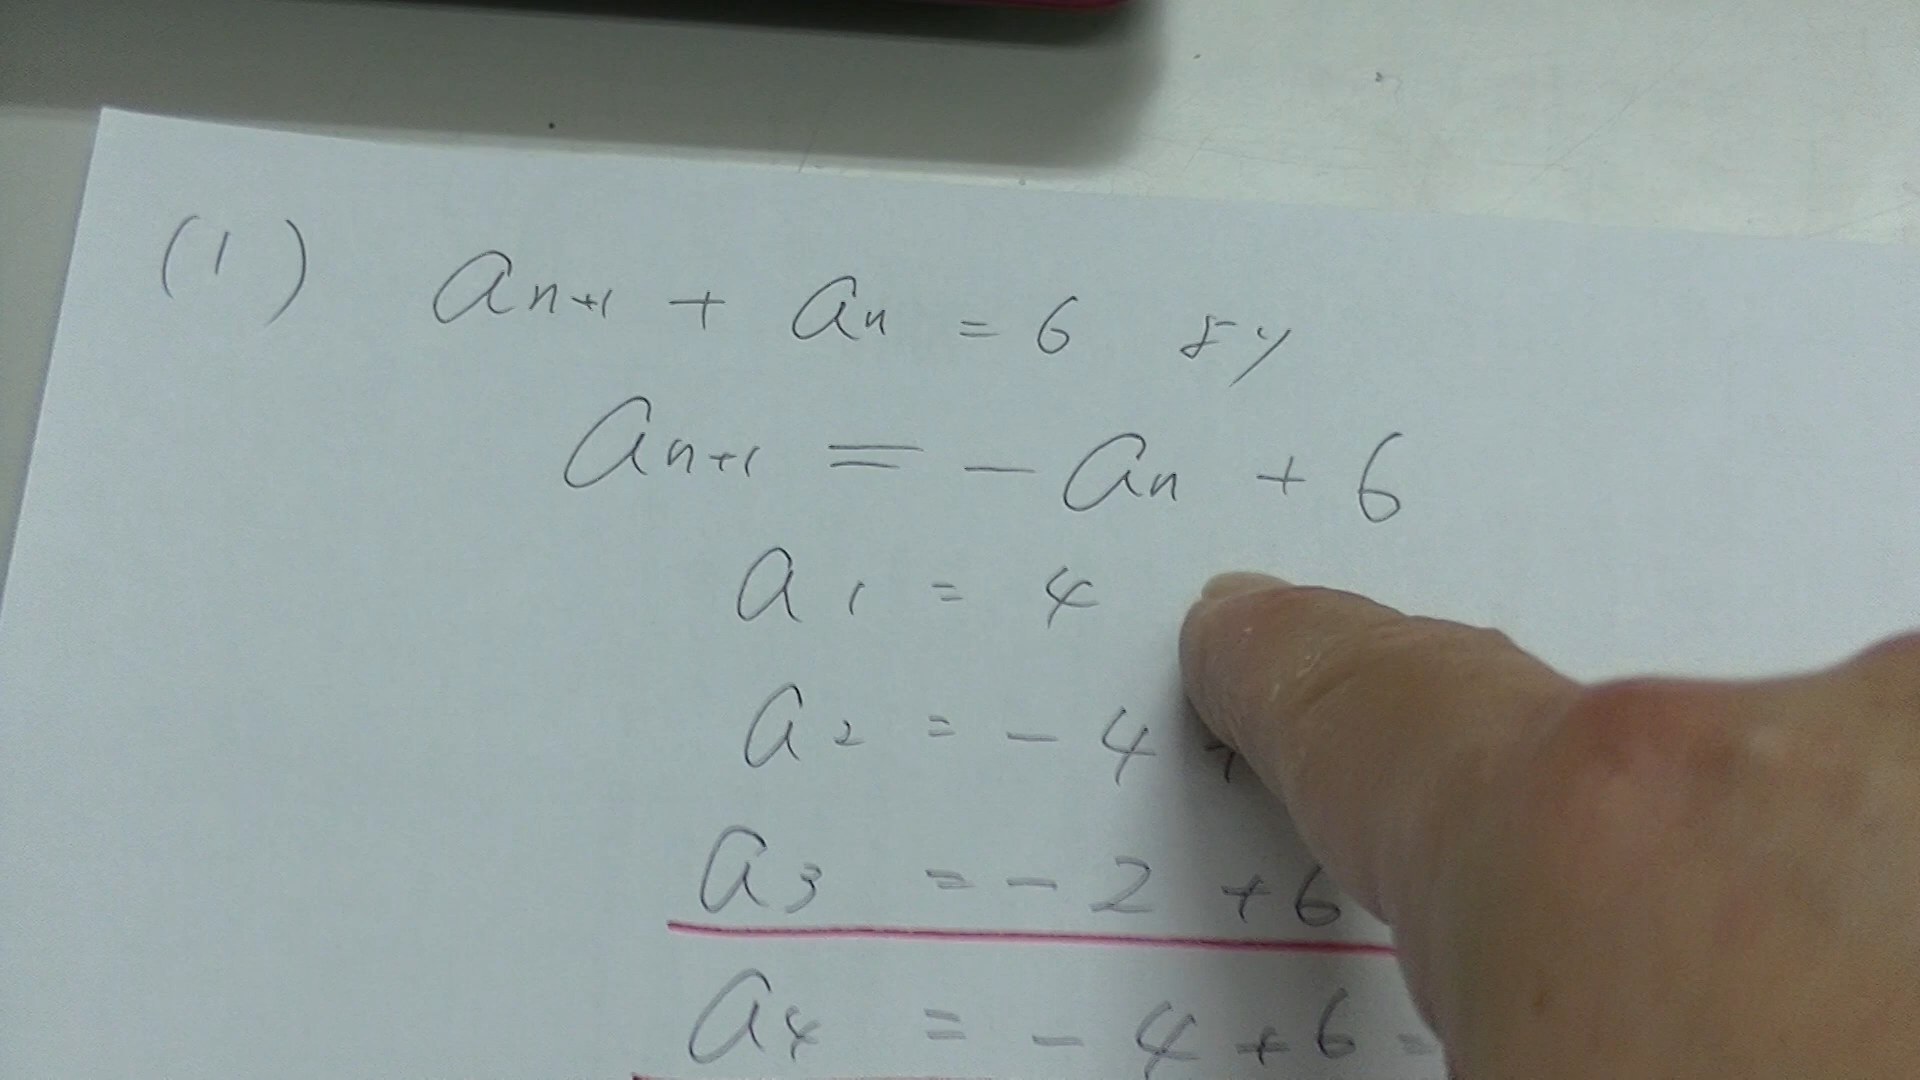 (1) an+1 + an = 6 より
an+1 = - an + 6
a1 = 4
a2 = - 4 +
a3 = - 2 + 6
a4 = - 4 + 6 =